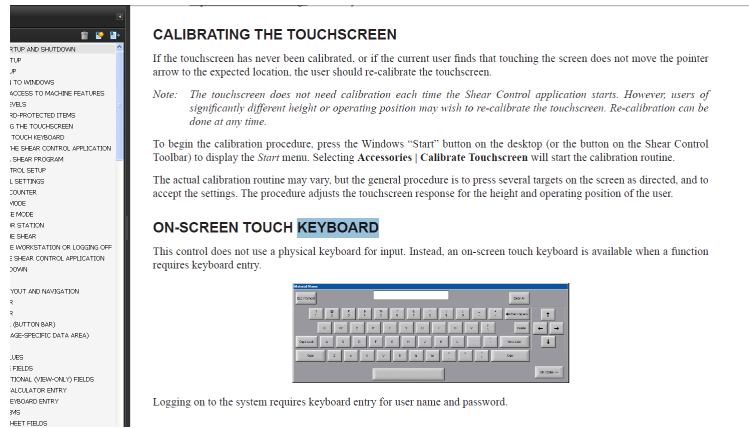 RTUP AND SHUTDOWN
TUP
UP
I TO WINDOWS
ACCESS TO MACHINE FEATURES
EVELS
RD-PROTECTED ITEMS
G THE TOUCHSCREEN
TOUCH KEYBOARD
HE SHEAR CONTROL APPLICATION
SHEAR PROGRAM
TROL SETUP
L SETTINGS
COUNTER
MODE
E MODE
R STATION
E SHEAR
E WORKSTATION OR LOGGING OFF
E SHEAR CONTROL APPLICATION
DOWN
YOUT AND NAVIGATION
R
R
(BUTTON BAR)
AGE-SPECIFIC DATA AREA)
LUES
FIELDS
TIONAL (VIEW-ONLY) FIELDS
ALCULATOR ENTRY
EYBOARD ENTRY
EMS
HEET FIELDS
CALIBRATING THE TOUCHSCREEN
If the touchscreen has never been calibrated, or if the current user finds that touching the screen does not move the pointer
arrow to the expected location, the user should re-calibrate the touchscreen.
Note: The touchscreen does not need calibration each time the Shear Control application starts. However, users of
significantly different height or operating position may wish to re-calibrate the touchscreen. Re-calibration can be
done at any time.
To begin the calibration procedure, press the Windows “Start” button on the desktop (or the button on the Shear Control
Toolbar) to display the Start menu. Selecting Accessories | Calibrate Touchscreen will start the calibration routine.
The actual calibration routine may vary, but the general procedure is to press several targets on the screen as directed, and to
accept the settings. The procedure adjusts the touchscreen response for the height and operating position of the user.
ON-SCREEN TOUCH KEYBOARD
This control does not use a physical keyboard for input. Instead, an on-screen touch keyboard is available when a function
requires keyboard entry.
Material Name
Logging on to the system requires keyboard entry for user name and password.